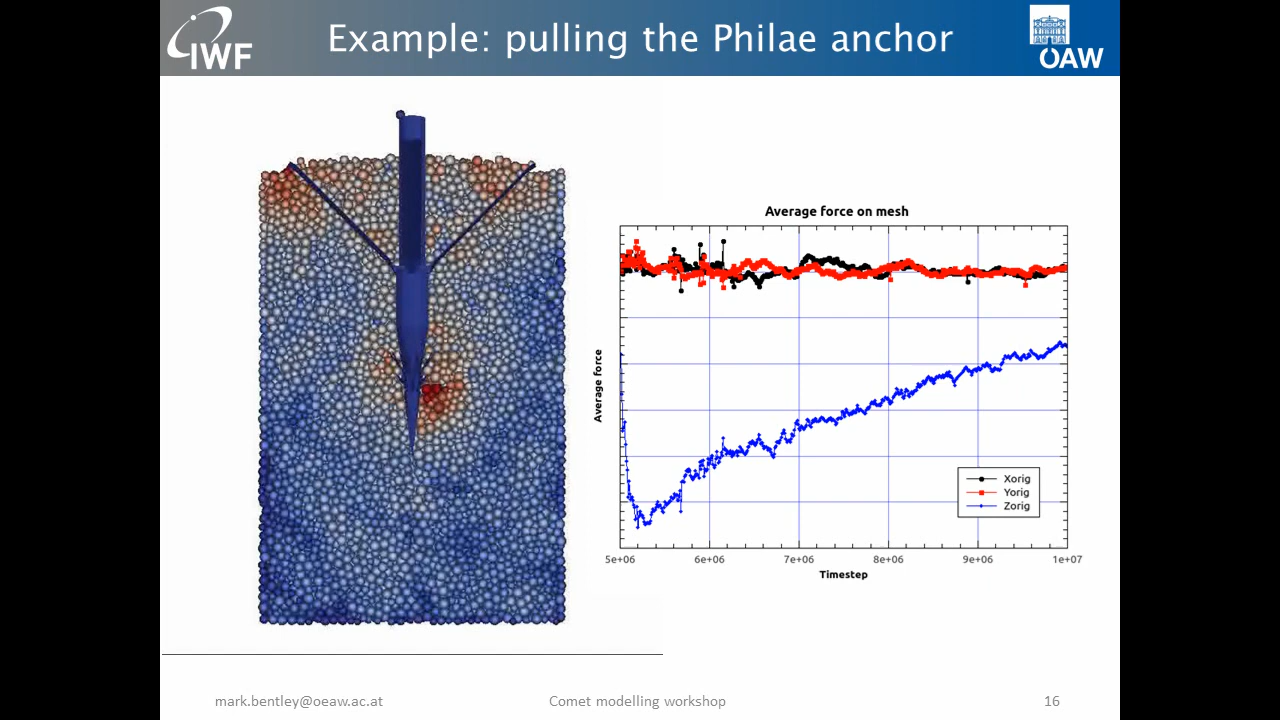 IWF
Example: pulling the Philae anchor
ÖAW
Average force on mesh
Average force
Xorig
Yorig
Zorig
5e+06 6e+06 7e+06 8e+06 9e+06 1e+07
Timestep
mark.bentley@oeaw.ac.at Comet modelling workshop 16